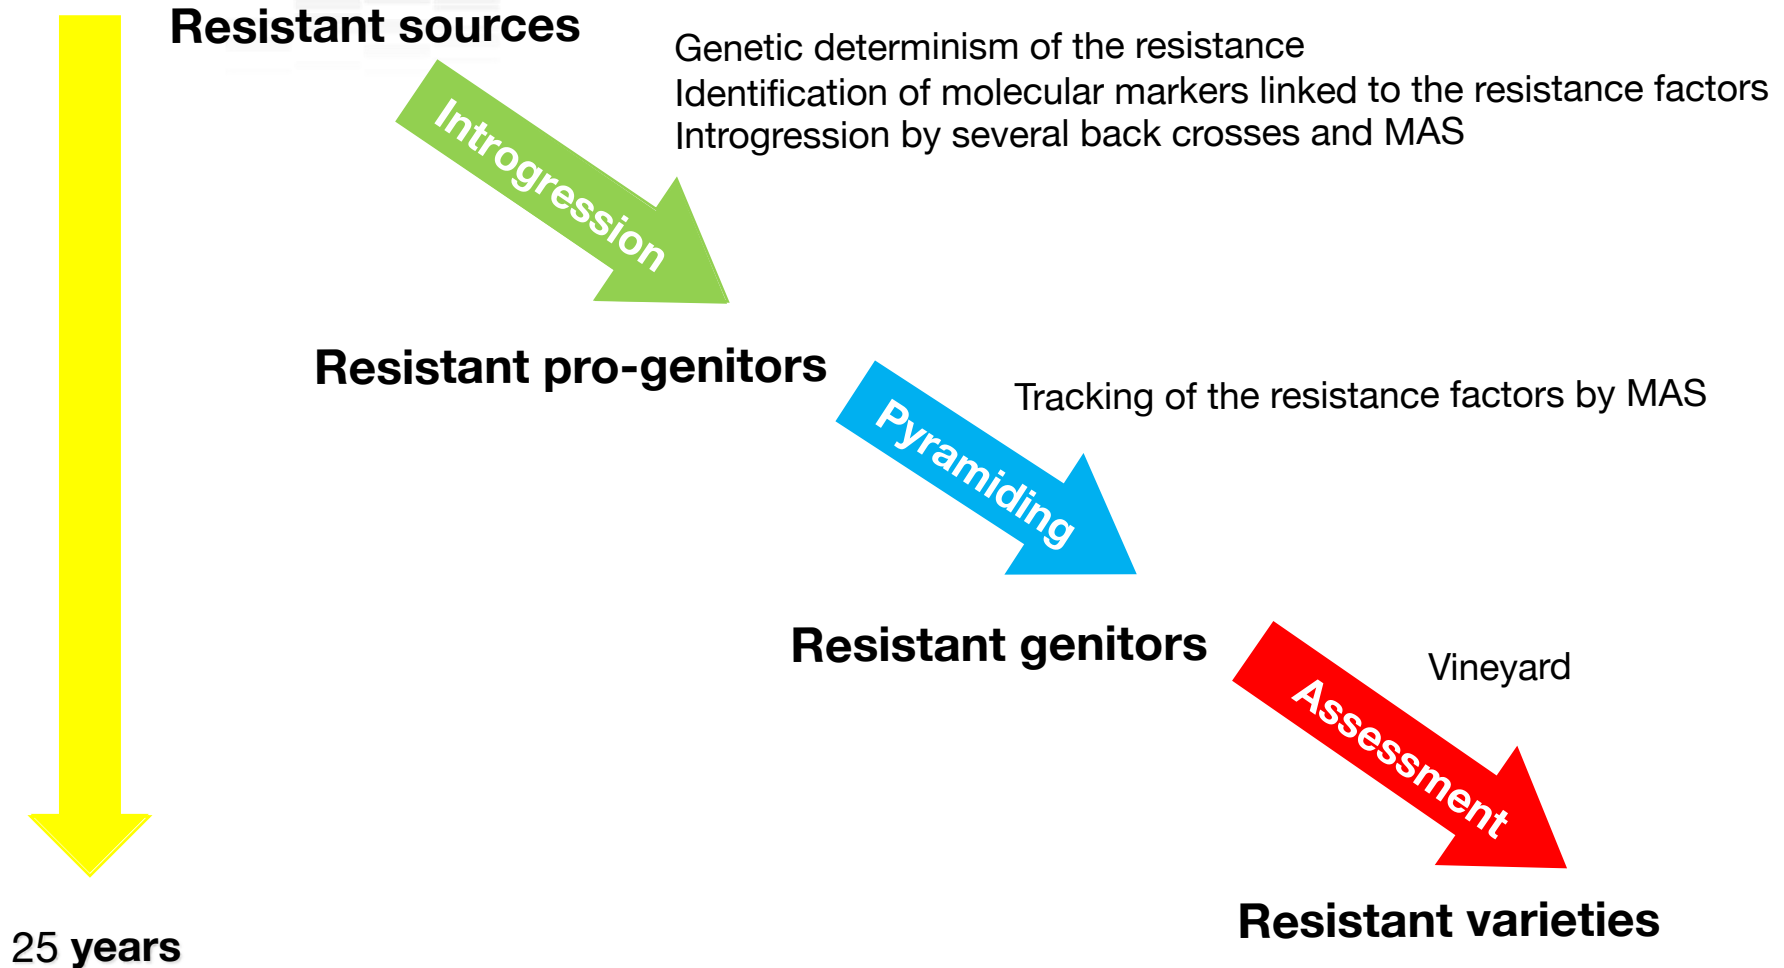 Resistant sources
Genetic determinism of the resistance
Identification of molecular markers linked to the resistance factors
Introgression by several back crosses and MAS
Introgression
Resistant pro-genitors
Tracking of the resistance factors by MAS
Pyramiding
Resistant genitors
Vineyard
Assessment
Resistant varieties
25 years